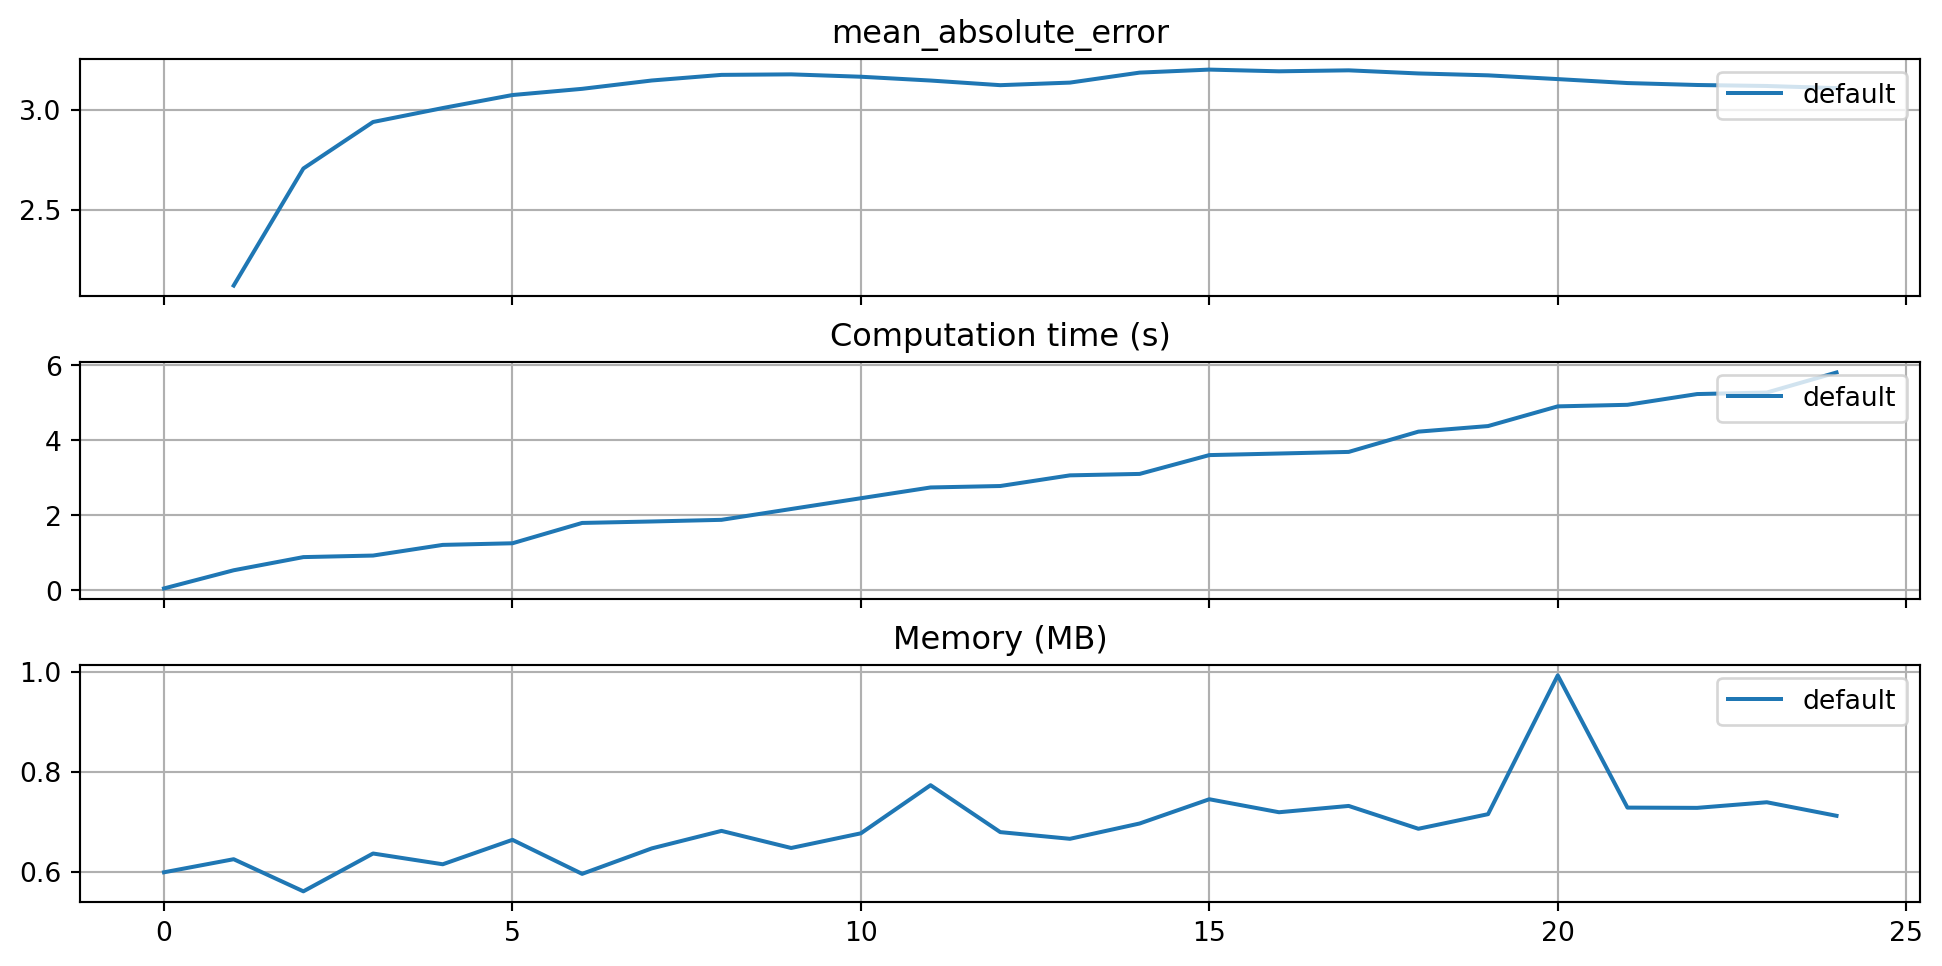 mean_absolute_error
3.0
2.5
default
Computation time (s)
6
4
2
0
default
Memory (MB)
1.0
0.8
0.6
default
0 5 10 15 20 25